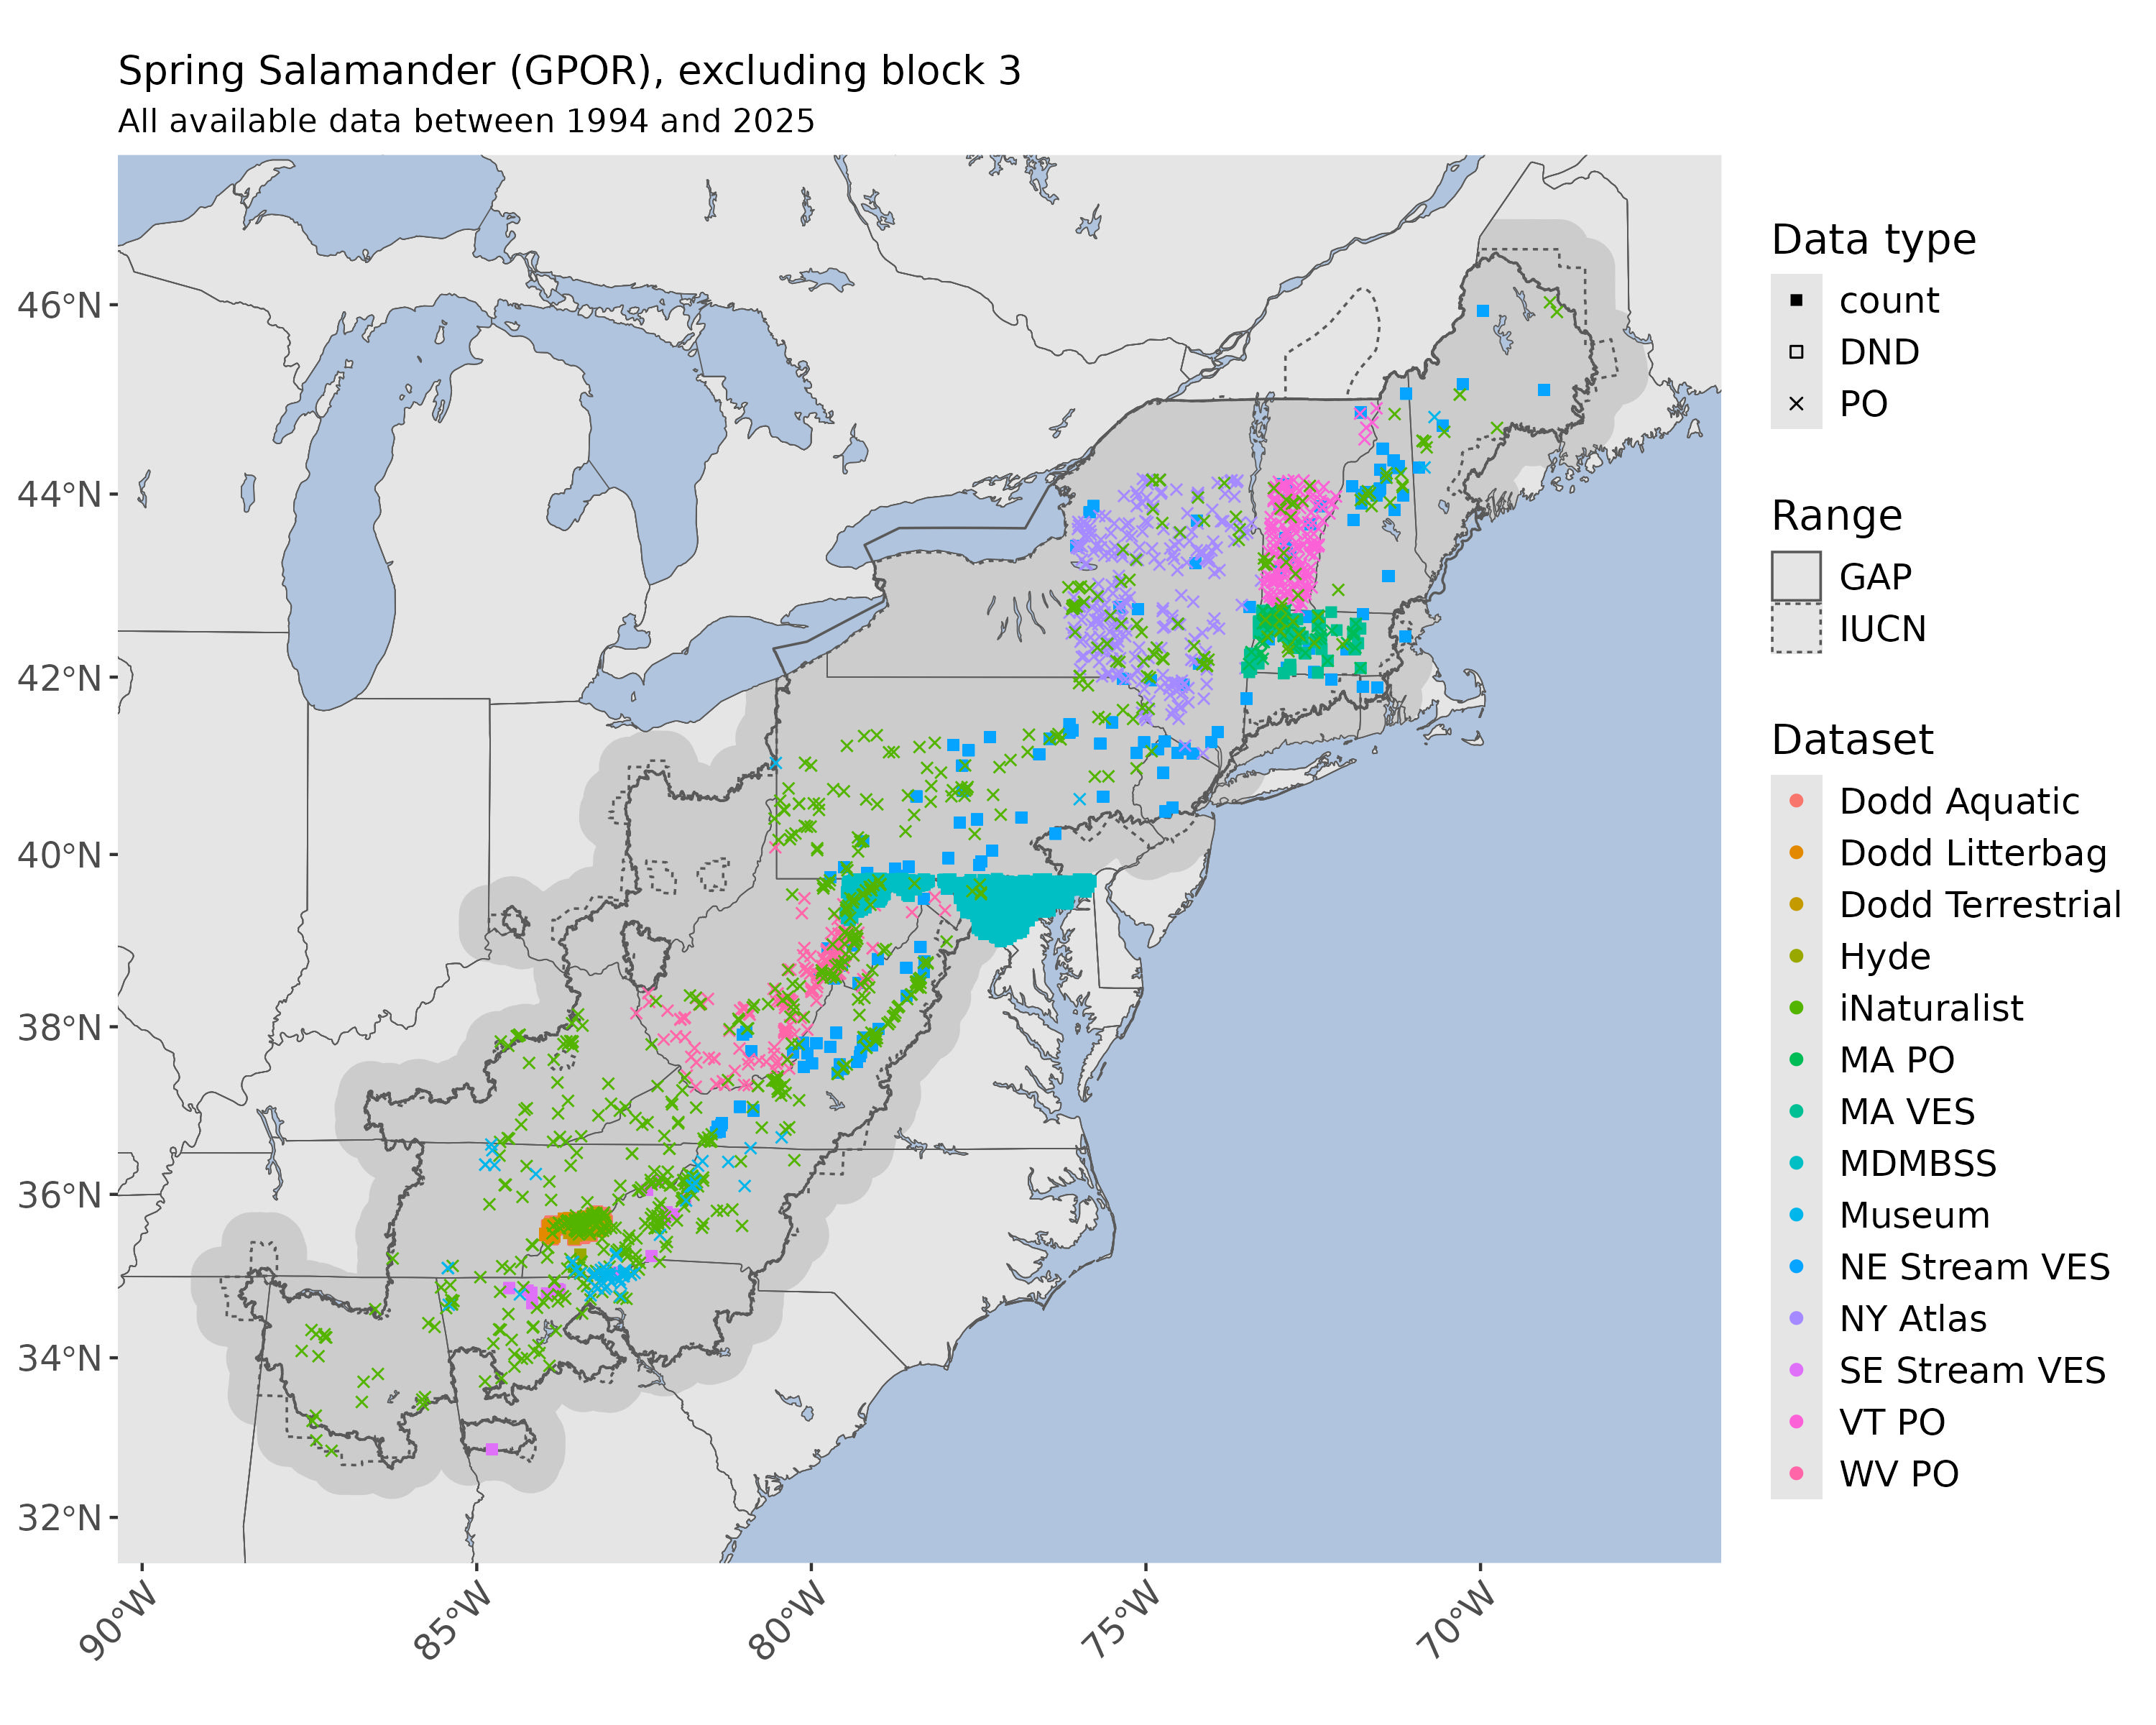 Spring Salamander (GPOR), excluding block 3
All available data between 1994 and 2025
46°N
44°N
42°N
40°N
38°N
36°N
34°N
32°N
90°W
85°W
80°W
75°W
70°W
Data type
count
DND
PO
Range
GAP
IUCN
Dataset
Dodd Aquatic
Dodd Litterbag
Dodd Terrestrial
Hyde
iNaturalist
MA PO
MA VES
MDMBSS
Museum
NE Stream VES
NY Atlas
SE Stream VES
VT PO
WV PO